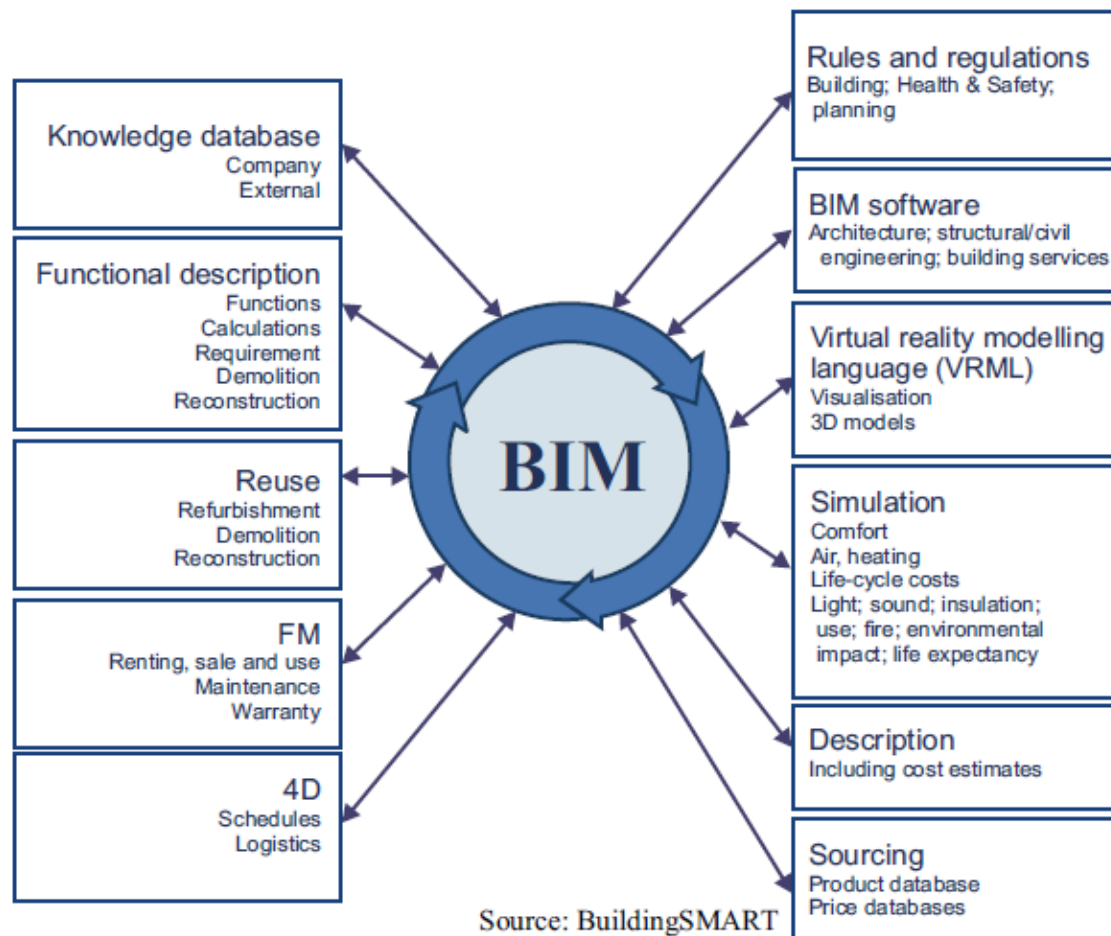 Knowledge database
Company
External
Functional description
Functions
Calculations
Requirement
Demolition
Reconstruction
Reuse
Refurbishment
Demolition
Reconstruction
FM
Renting, sale and use
Maintenance
Warranty
4D
Schedules
Logistics
BIM
Rules and regulations
Building; Health & Safety;
planning
BIM software
Architecture; structural/civil
engineering; building services
Virtual reality modelling
language (VRML)
Visualisation
3D models
Simulation
Comfort
Air, heating
Life-cycle costs
Light; sound; insulation;
use; fire; environmental
impact; life expectancy
Description
Including cost estimates
Sourcing
Product database
Price databases
Source: BuildingSMART